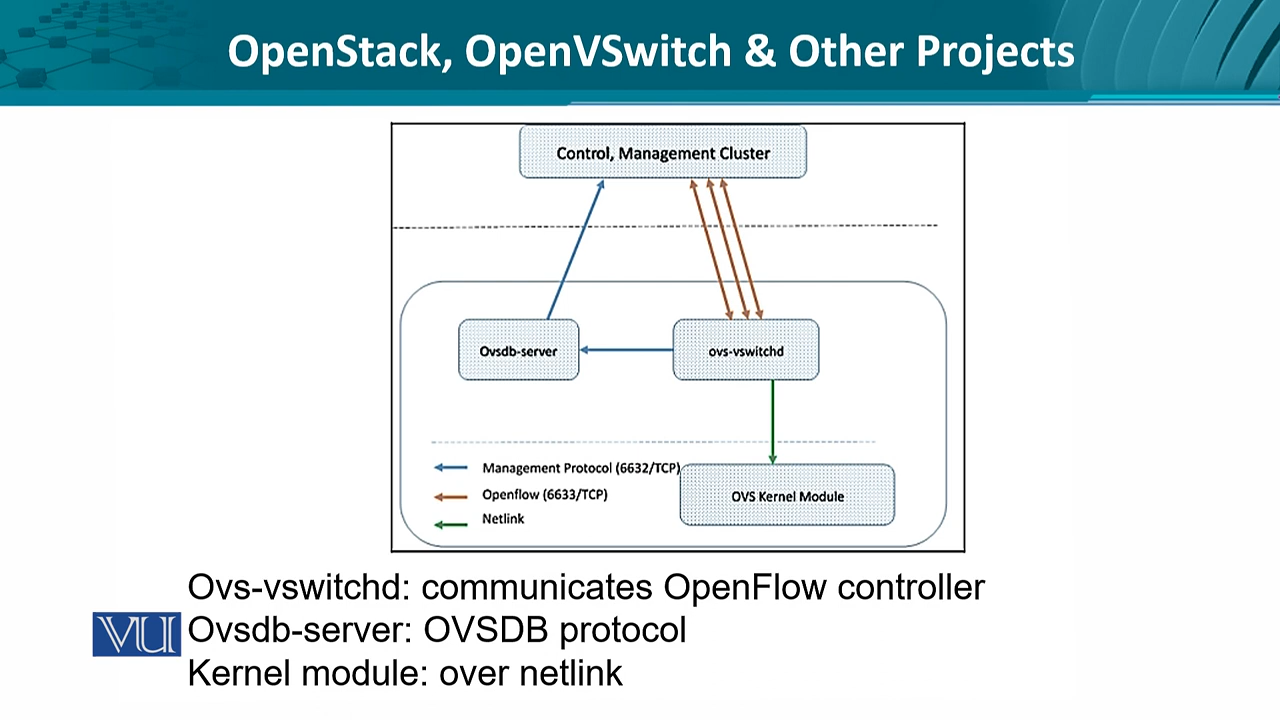 OpenStack, OpenVSwitch & Other Projects
Control, Management Cluster
Ovsdb-server
ovs-vswitchd
Management Protocol (6632/TCP)
Openflow (6633/TCP)
Netlink
OVS Kernel Module
Ovs-vswitchd: communicates OpenFlow controller
VU
Ovsdb-server: OVSDB protocol
Kernel module: over netlink